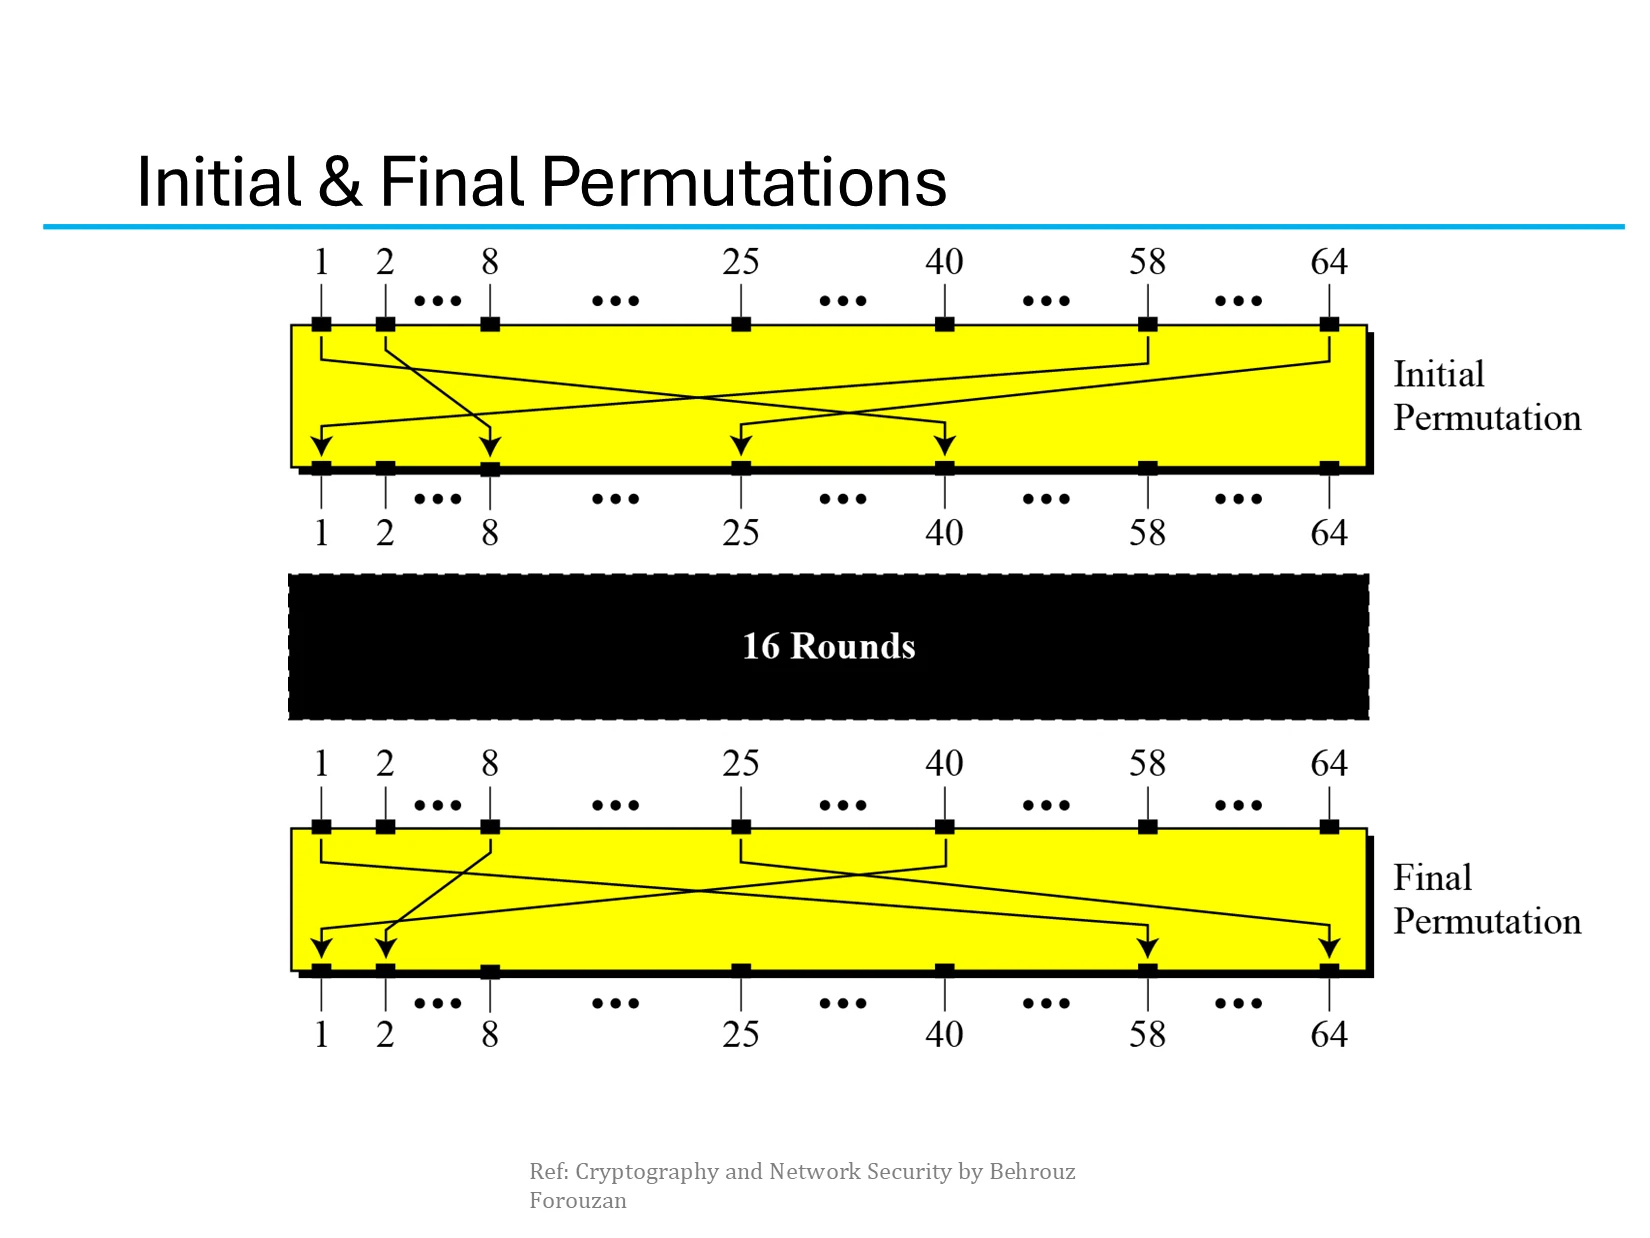 Initial & Final Permutations
1 2 8 25 40 58 64
••• ••• ••• ••• •••
Initial
Permutation
••• ••• ••• ••• •••
1 2 8 25 40 58 64
16 Rounds
1 2 8 25 40 58 64
••• ••• ••• ••• •••
Final
Permutation
••• ••• ••• ••• •••
1 2 8 25 40 58 64
Ref: Cryptography and Network Security by Behrouz
Forouzan